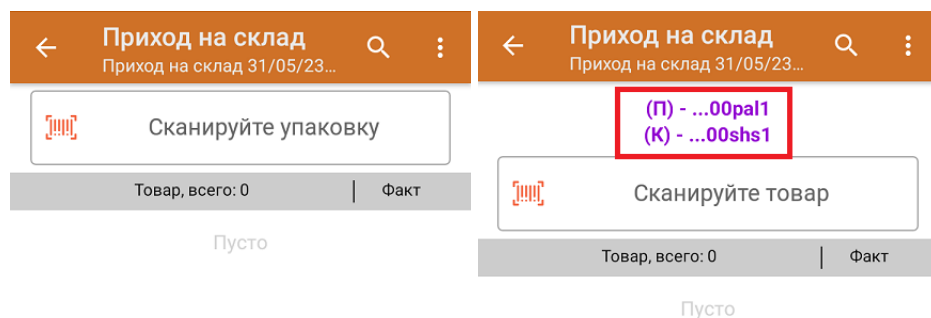 Приход на склад
Приход на склад 31/05/23...
Сканируйте упаковку
Товар, всего: 0 | Факт
Пусто
Приход на склад
Приход на склад 31/05/23...
(П) - ...00pal1
(К) - ...00shs1
Сканируйте товар
Товар, всего: 0 | Факт
Пусто